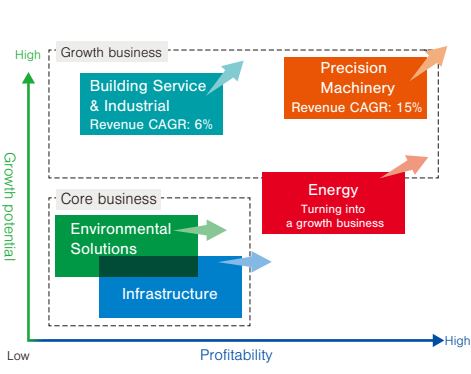 High
Growth business
Building Service
& Industrial
Revenue CAGR: 6%
Precision
Machinery
Revenue CAGR: 15%
Growth potential
Energy
Turning into
a growth business
Core business
Environmental
Solutions
Infrastructure
Low
Profitability
High